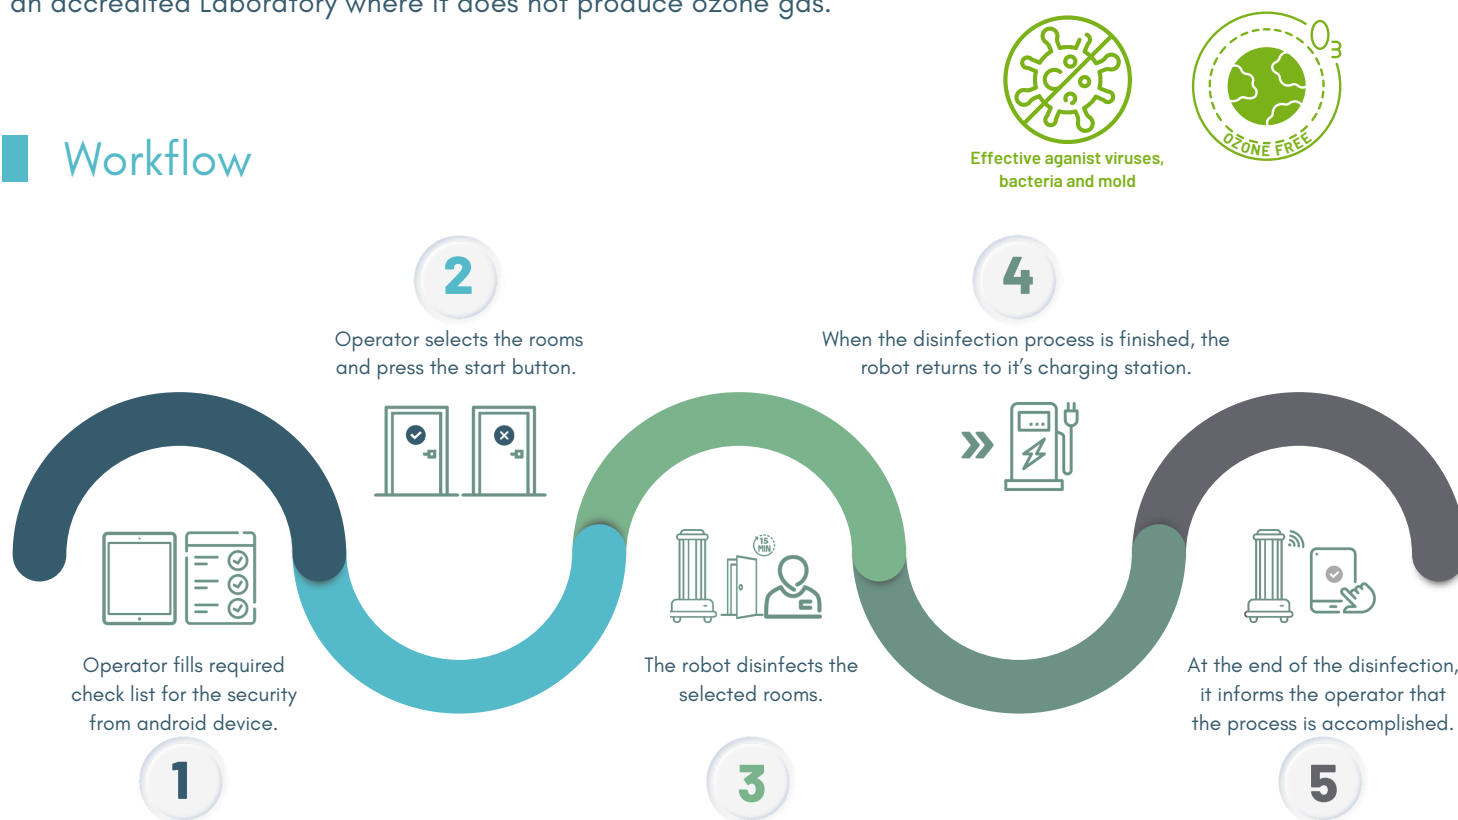 an accredited Laboratory where it does not produce ozone gas.
O3
OZONE FREE
Effective aganist viruses,
bacteria and mold
Workflow
2
Operator selects the rooms
and press the start button.
4
When the disinfection process is finished, the
robot returns to it’s charging station.
15
MIN
Operator fills required
check list for the security
from android device.
1
The robot disinfects the
selected rooms.
3
At the end of the disinfection,
it informs the operator that
the process is accomplished.
5